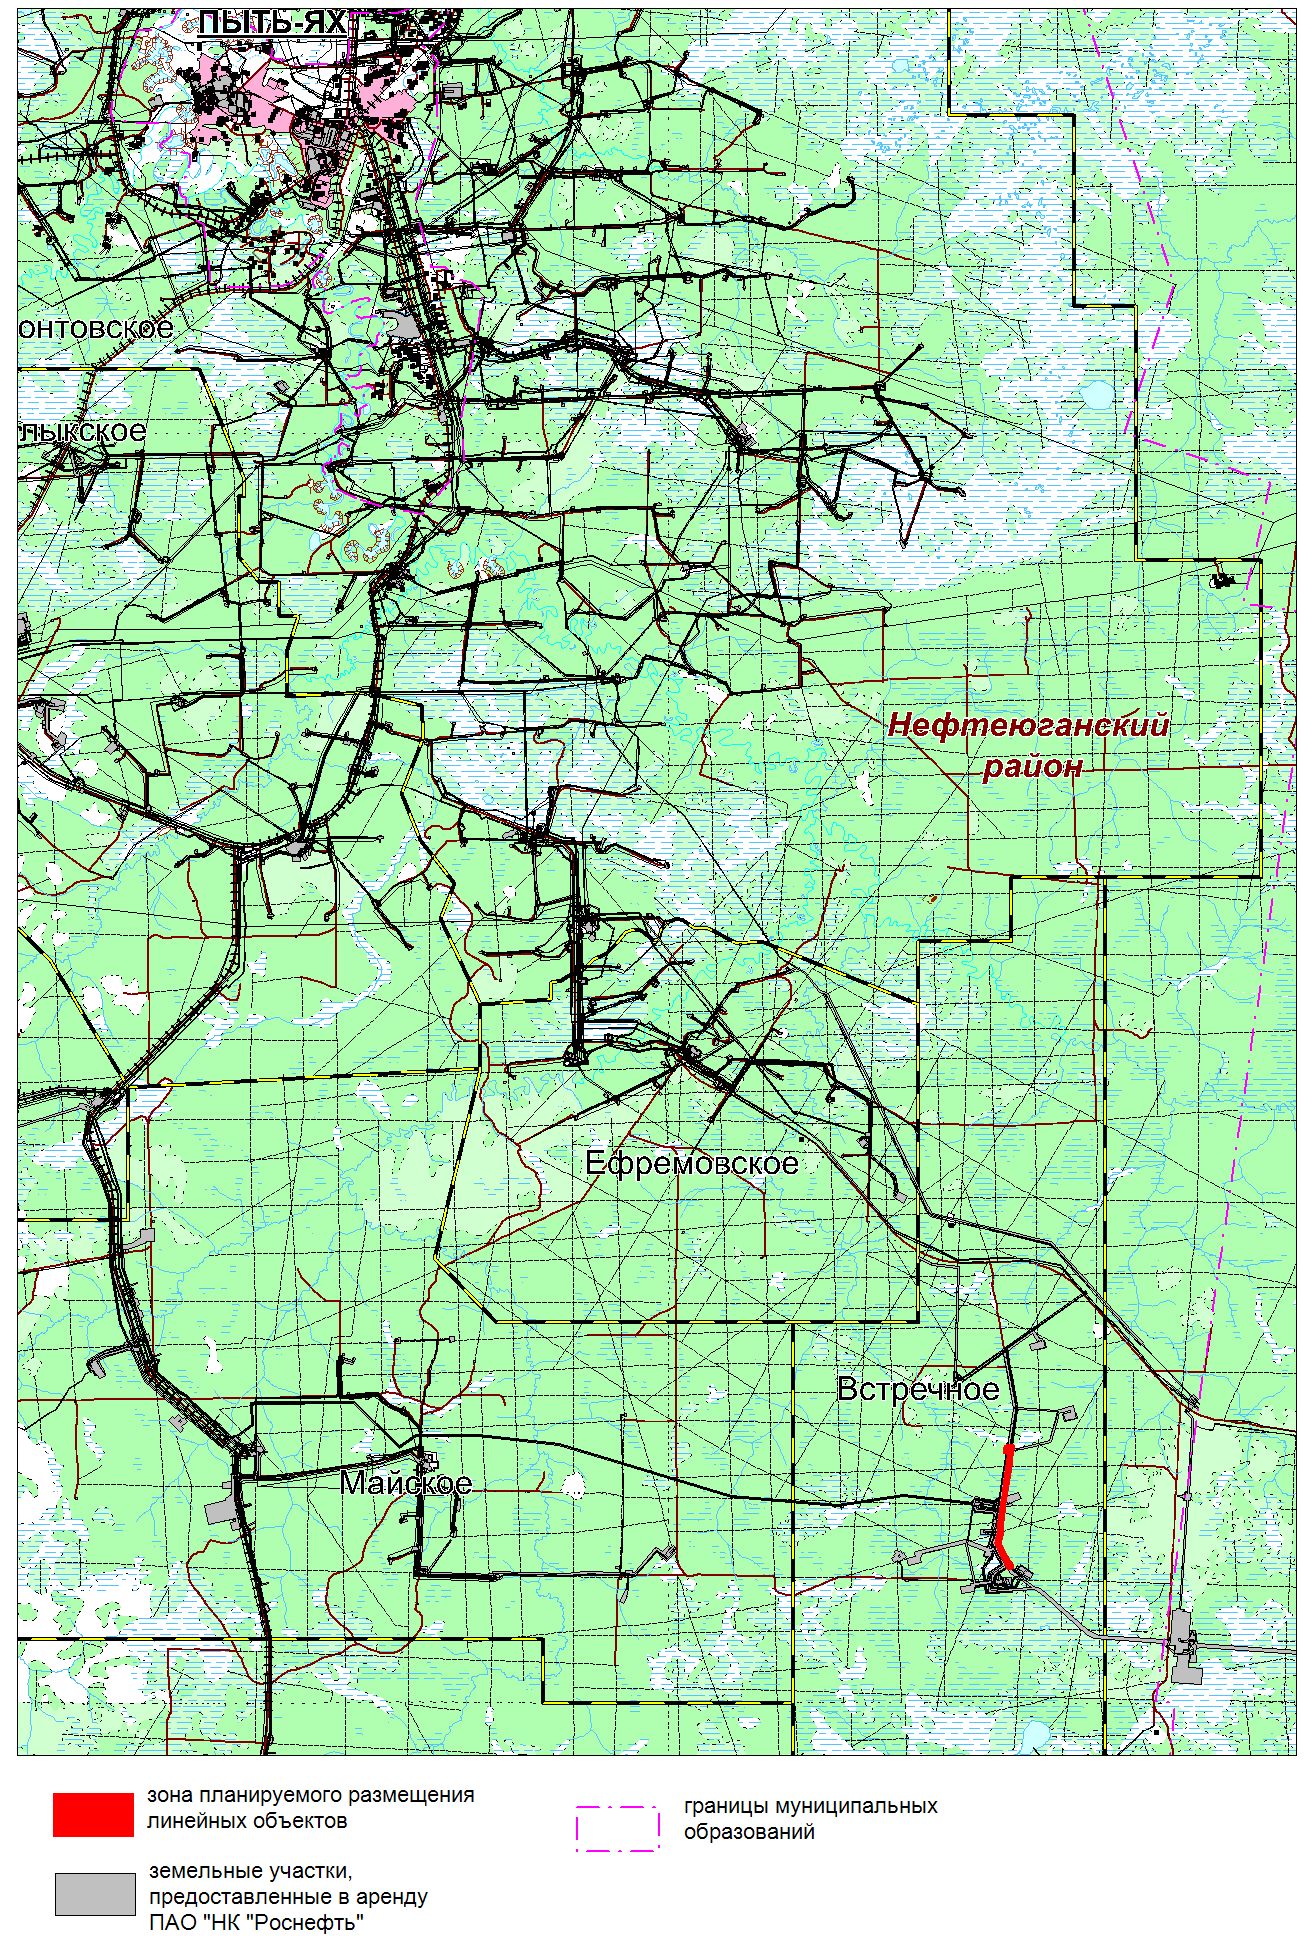 ПЫТЬ-ЯХ
онтовское
лыкское
Нефтеюганский
район
Ефремовское
Встречное
Майское
зона планируемого размещения
линейных объектов
границы муниципальных
образований
земельные участки,
предоставленные в аренду
ПАО "НК "Роснефть"